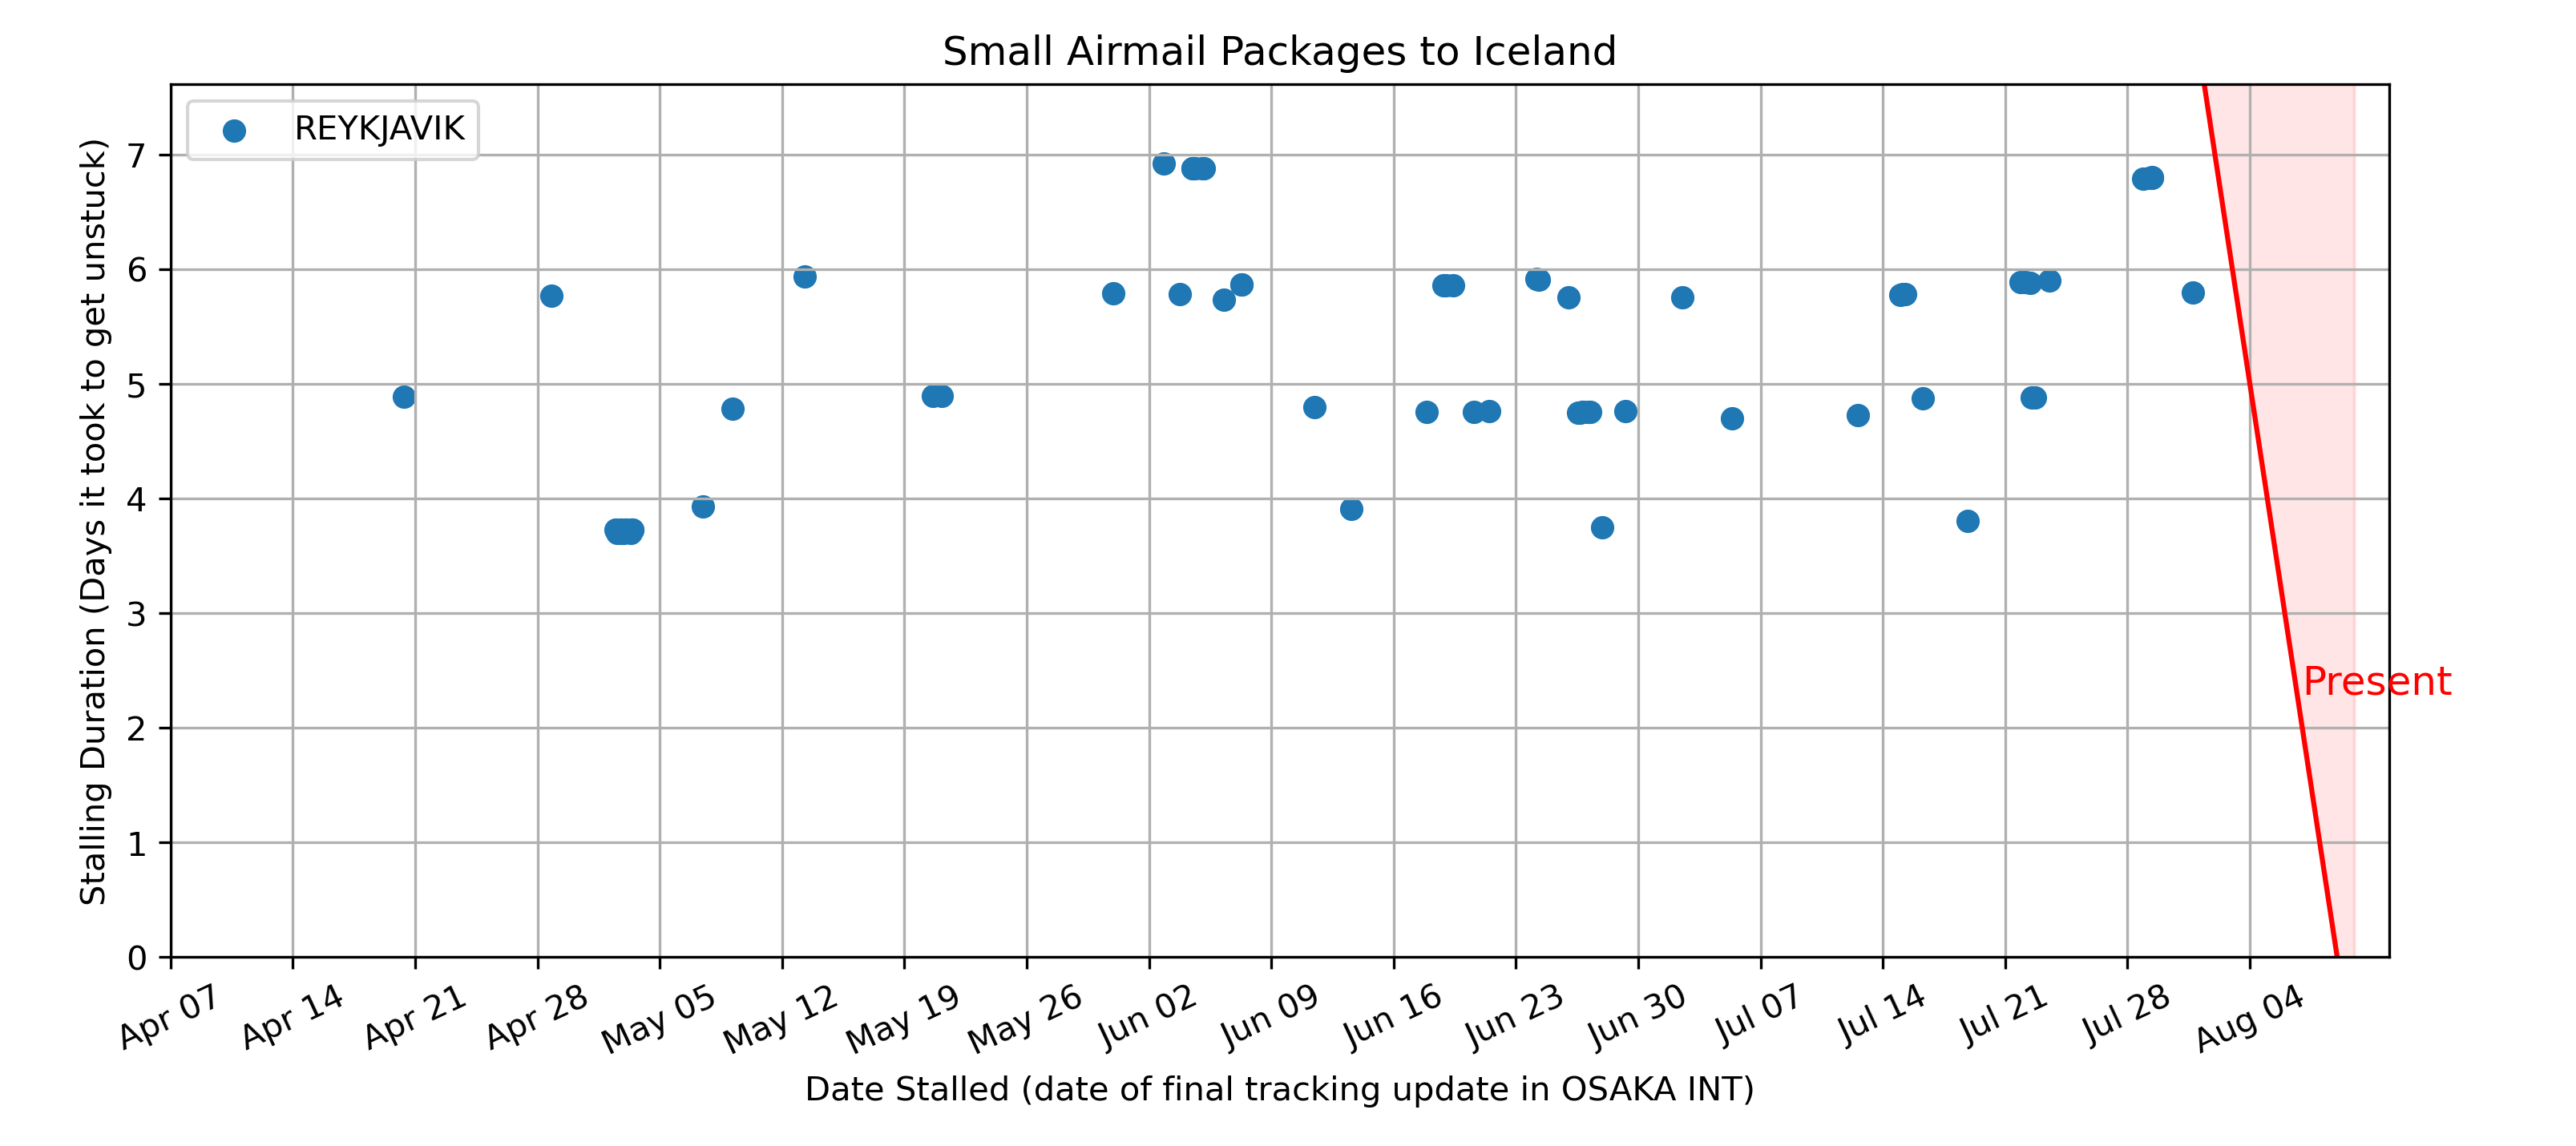 Small Airmail Packages to Iceland
REYKJAVIK
Stalling Duration (Days it took to get unstuck)
7
6
5
4
3
2
1
0
Present
Apr 07
Apr 14
Apr 21
Apr 28
May 05
May 12
May 19
May 26
Jun 02
Jun 09
Jun 16
Jun 23
Jun 30
Jul 07
Jul 14
Jul 21
Jul 28
Aug 04
Date Stalled (date of final tracking update in OSAKA INT)